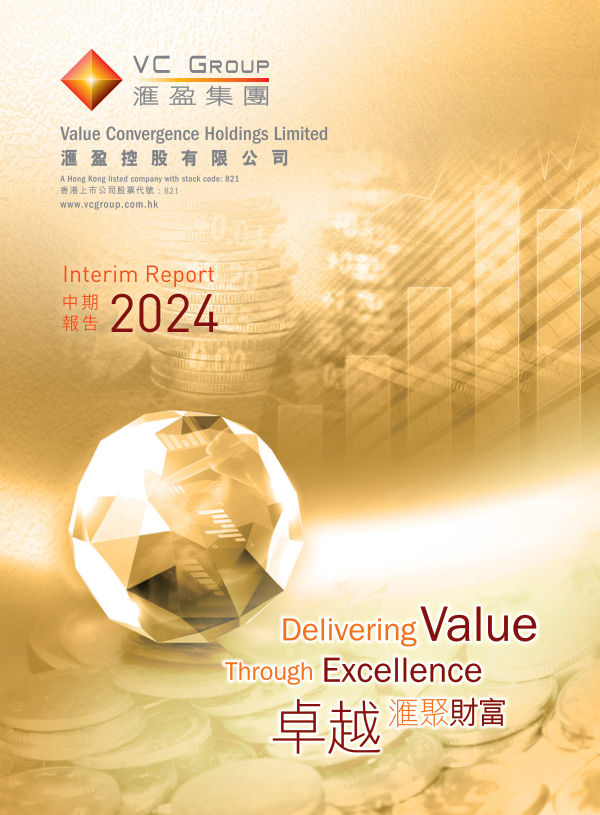 VC GROUP
滙盈集團
Value Convergence Holdings Limited
滙盈控股有限公司
A Hong Kong listed company with stock code: 821
香港上市公司股票代號：821
www.vcgroup.com.hk
Interim Report
中期
報告 2024
Delivering Value
Through Excellence
卓越 滙聚財富